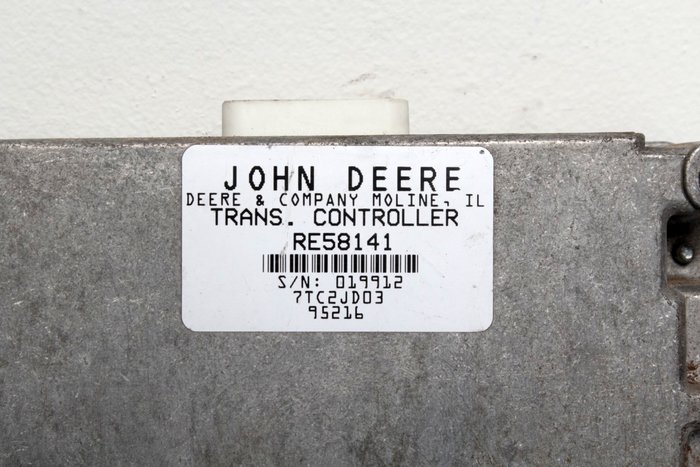 JOHN DEERE
DEERE & COMPANY MOLINE, IL
TRANS. CONTROLLER
RE58141
S/N: 019912
7TC2JD03
95216